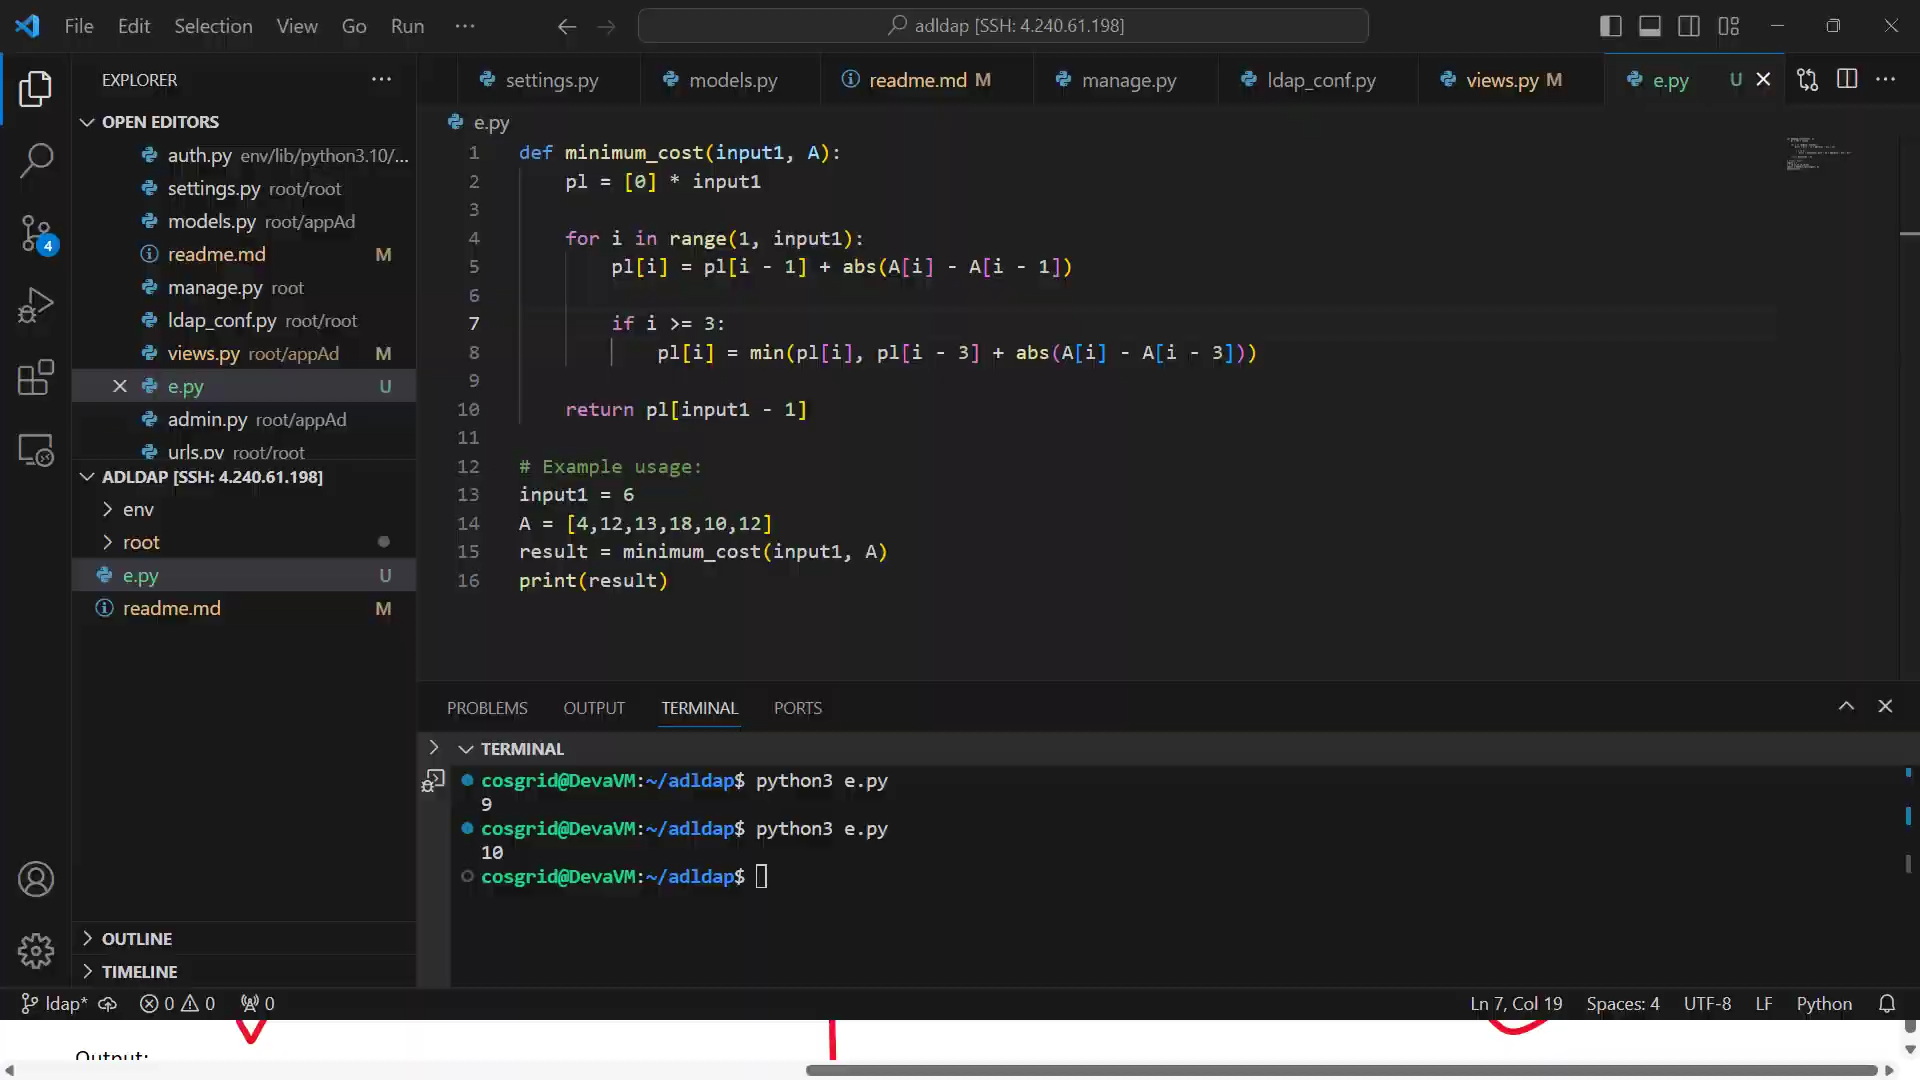 File Edit Selection View Go Run ···
adldap [SSH: 4.240.61.198]
EXPLORER ···
settings.py
models.py
readme.md M
manage.py
ldap_conf.py
views.py M
e.py U
···
OPEN EDITORS
auth.py env/lib/python3.10/...
settings.py root/root
models.py root/appAd
readme.md M
manage.py root
ldap_conf.py root/root
views.py root/appAd M
e.py U
admin.py root/appAd
urls.py root/root
4
ADLDAP [SSH: 4.240.61.198]
env
root
e.py U
readme.md M
OUTLINE
TIMELINE
e.py
1 def minimum_cost(input1, A):
2 pl = [0] * input1
3
4 for i in range(1, input1):
5 pl[i] = pl[i - 1] + abs(A[i] - A[i - 1])
6
7 if i >= 3:
8 pl[i] = min(pl[i], pl[i - 3] + abs(A[i] - A[i - 3]))
9
10 return pl[input1 - 1]
11
12 # Example usage:
13 input1 = 6
14 A = [4,12,13,18,10,12]
15 result = minimum_cost(input1, A)
16 print(result)
PROBLEMS OUTPUT TERMINAL PORTS
TERMINAL
cosgrid@DevaVM:~/adldap$ python3 e.py
9
cosgrid@DevaVM:~/adldap$ python3 e.py
10
cosgrid@DevaVM:~/adldap$
ldap* 0 0 0
Ln 7, Col 19 Spaces: 4 UTF-8 LF Python
Output: